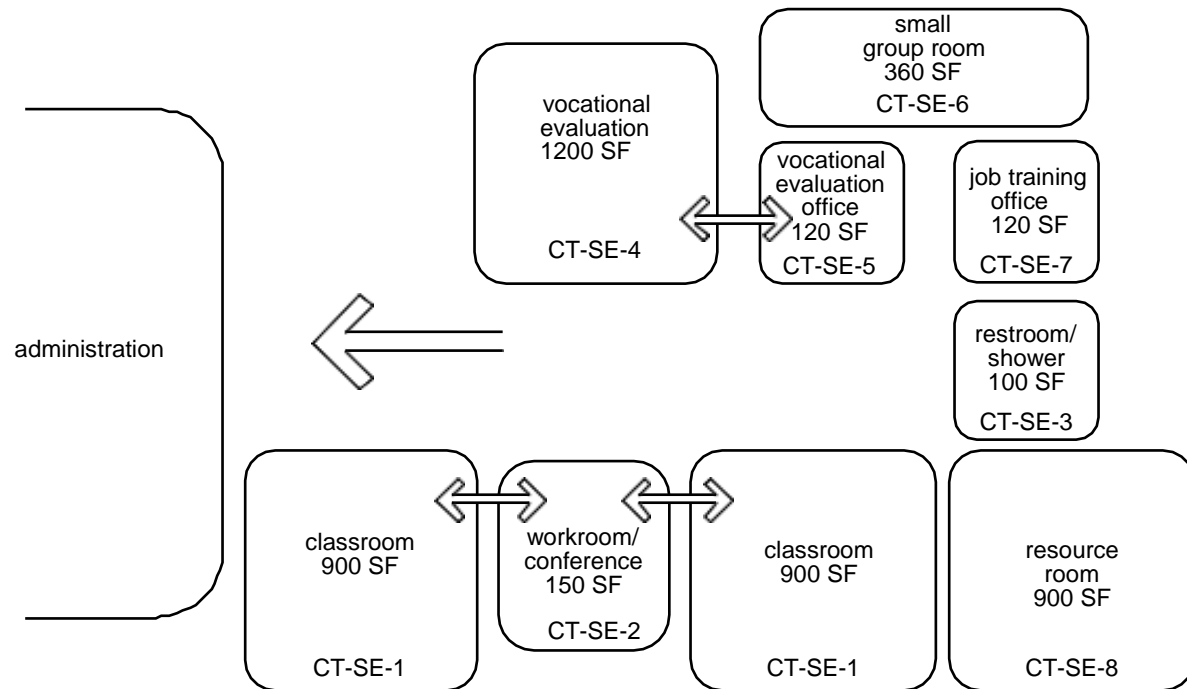 small
group room
360 SF
CT-SE-6
vocational
evaluation
1200 SF
CT-SE-4
vocational
evaluation
office
120 SF
CT-SE-5
job training
office
120 SF
CT-SE-7
administration
restroom/
shower
100 SF
CT-SE-3
classroom
900 SF
CT-SE-1
workroom/
conference
150 SF
CT-SE-2
classroom
900 SF
CT-SE-1
resource
room
900 SF
CT-SE-8